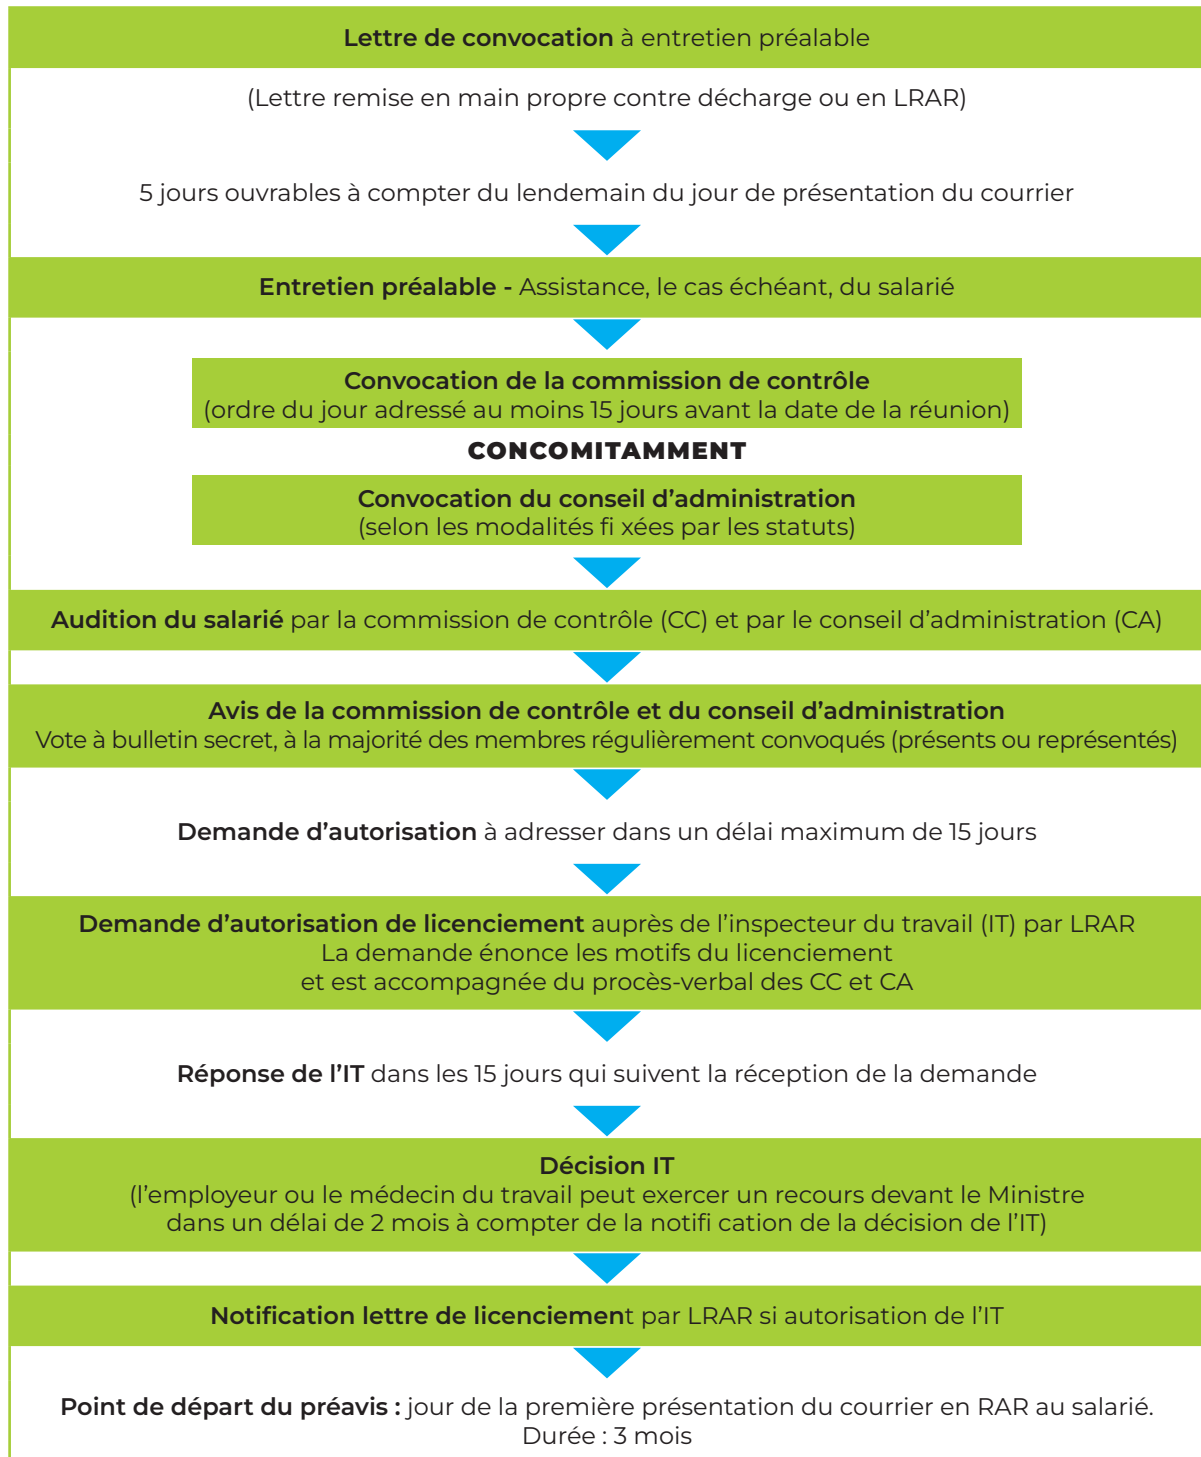 Lettre de convocation à entretien préalable
(Lettre remise en main propre contre décharge ou en LRAR)
5 jours ouvrables à compter du lendemain du jour de présentation du courrier
Entretien préalable - Assistance, le cas échéant, du salarié
Convocation de la commission de contrôle
(ordre du jour adressé au moins 15 jours avant la date de la réunion)
CONCOMITAMMENT
Convocation du conseil d’administration
(selon les modalités fi xées par les statuts)
Audition du salarié par la commission de contrôle (CC) et par le conseil d’administration (CA)
Avis de la commission de contrôle et du conseil d’administration
Vote à bulletin secret, à la majorité des membres régulièrement convoqués (présents ou représentés)
Demande d’autorisation à adresser dans un délai maximum de 15 jours
Demande d’autorisation de licenciement auprès de l’inspecteur du travail (IT) par LRAR
La demande énonce les motifs du licenciement
et est accompagnée du procès-verbal des CC et CA
Réponse de l’IT dans les 15 jours qui suivent la réception de la demande
Décision IT
(l’employeur ou le médecin du travail peut exercer un recours devant le Ministre
dans un délai de 2 mois à compter de la notifi cation de la décision de l’IT)
Notification lettre de licenciement par LRAR si autorisation de l’IT
Point de départ du préavis : jour de la première présentation du courrier en RAR au salarié.
Durée : 3 mois